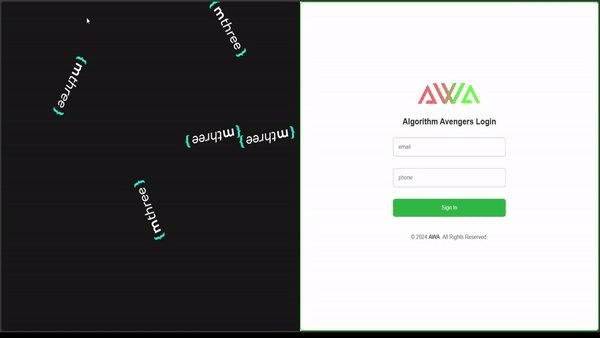 {mthree}
{mthree}
{mthree}
{mthree}
{mthree}
AWA
Algorithm Avengers Login
email
phone
Sign In
© 2024 AWA. All Rights Reserved.